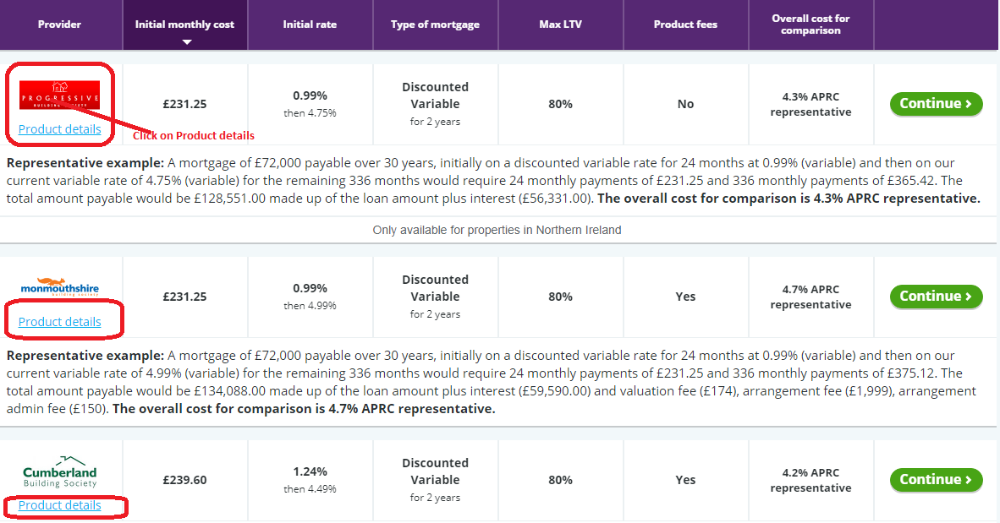 Provider
Initial monthly cost
Initial rate
Type of mortgage
Max LTV
Product fees
Overall cost for
comparison
PROGRESSIVE
BUILDING SOCIETY
Product details
Click on Product details
£231.25
0.99%
then 4.75%
Discounted
Variable
for 2 years
80%
No
4.3% APRC
representative
Continue >
Representative example: A mortgage of £72,000 payable over 30 years, initially on a discounted variable rate for 24 months at 0.99% (variable) and then on our
current variable rate of 4.75% (variable) for the remaining 336 months would require 24 monthly payments of £231.25 and 336 monthly payments of £365.42. The
total amount payable would be £128,551.00 made up of the loan amount plus interest (£56,331.00). The overall cost for comparison is 4.3% APRC representative.
Only available for properties in Northern Ireland
monmouthshire
building society
Product details
£231.25
0.99%
then 4.99%
Discounted
Variable
for 2 years
80%
Yes
4.7% APRC
representative
Continue >
Representative example: A mortgage of £72,000 payable over 30 years, initially on a discounted variable rate for 24 months at 0.99% (variable) and then on our
current variable rate of 4.99% (variable) for the remaining 336 months would require 24 monthly payments of £231.25 and 336 monthly payments of £375.12. The
total amount payable would be £134,088.00 made up of the loan amount plus interest (£59,590.00) and valuation fee (£174), arrangement fee (£1,999), arrangement
admin fee (£150). The overall cost for comparison is 4.7% APRC representative.
Cumberland
Building Society
Product details
£239.60
1.24%
then 4.49%
Discounted
Variable
for 2 years
80%
Yes
4.2% APRC
representative
Continue >